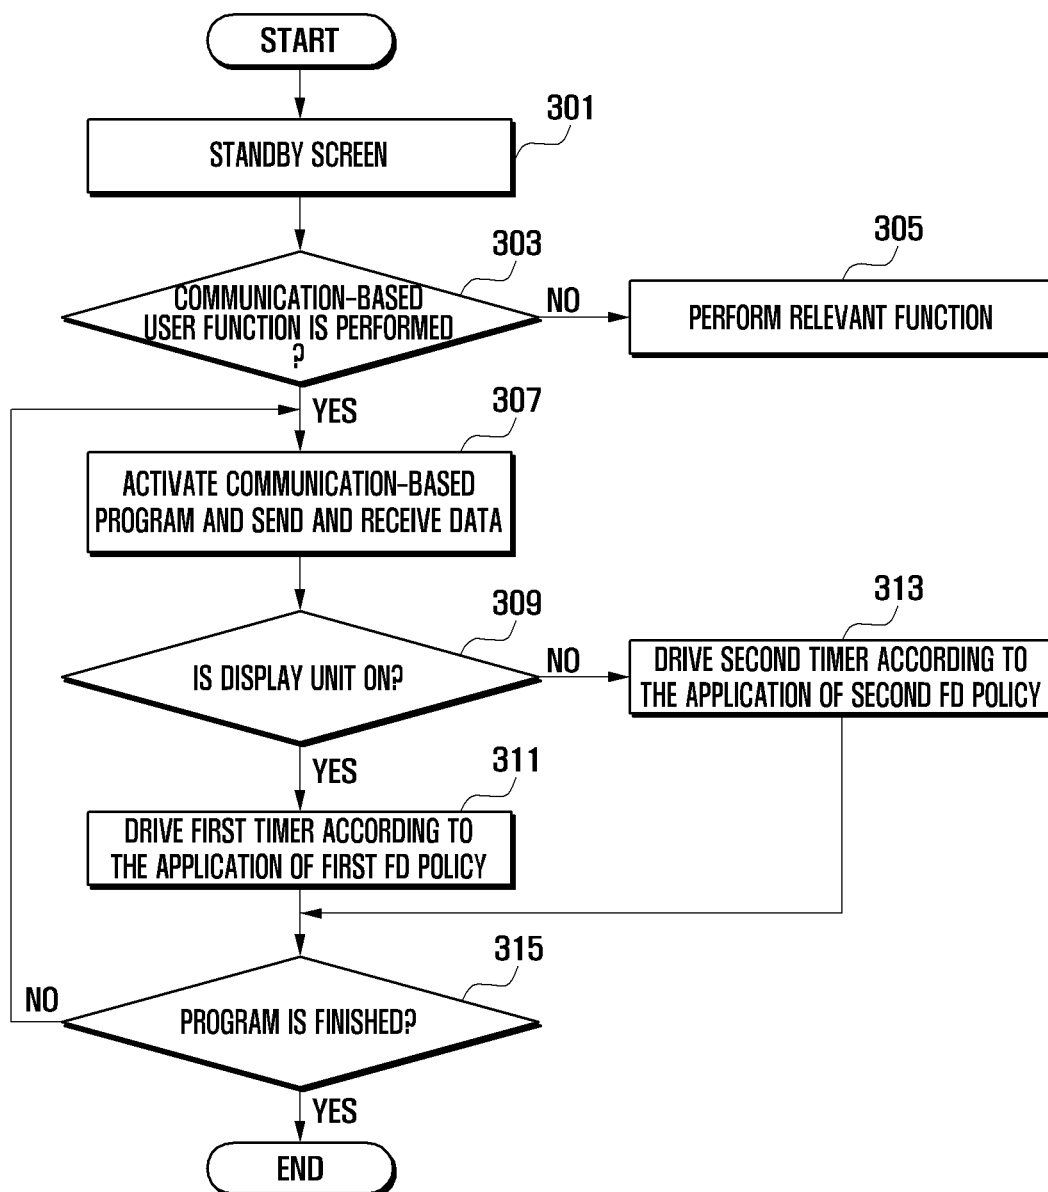 START
301
STANDBY SCREEN
303
COMMUNICATION-BASED
USER FUNCTION IS PERFORMED
?
NO
305
PERFORM RELEVANT FUNCTION
YES
307
ACTIVATE COMMUNICATION-BASED
PROGRAM AND SEND AND RECEIVE DATA
309
IS DISPLAY UNIT ON?
NO
313
DRIVE SECOND TIMER ACCORDING TO
THE APPLICATION OF SECOND FD POLICY
YES
311
DRIVE FIRST TIMER ACCORDING TO
THE APPLICATION OF FIRST FD POLICY
315
NO
PROGRAM IS FINISHED?
YES
END